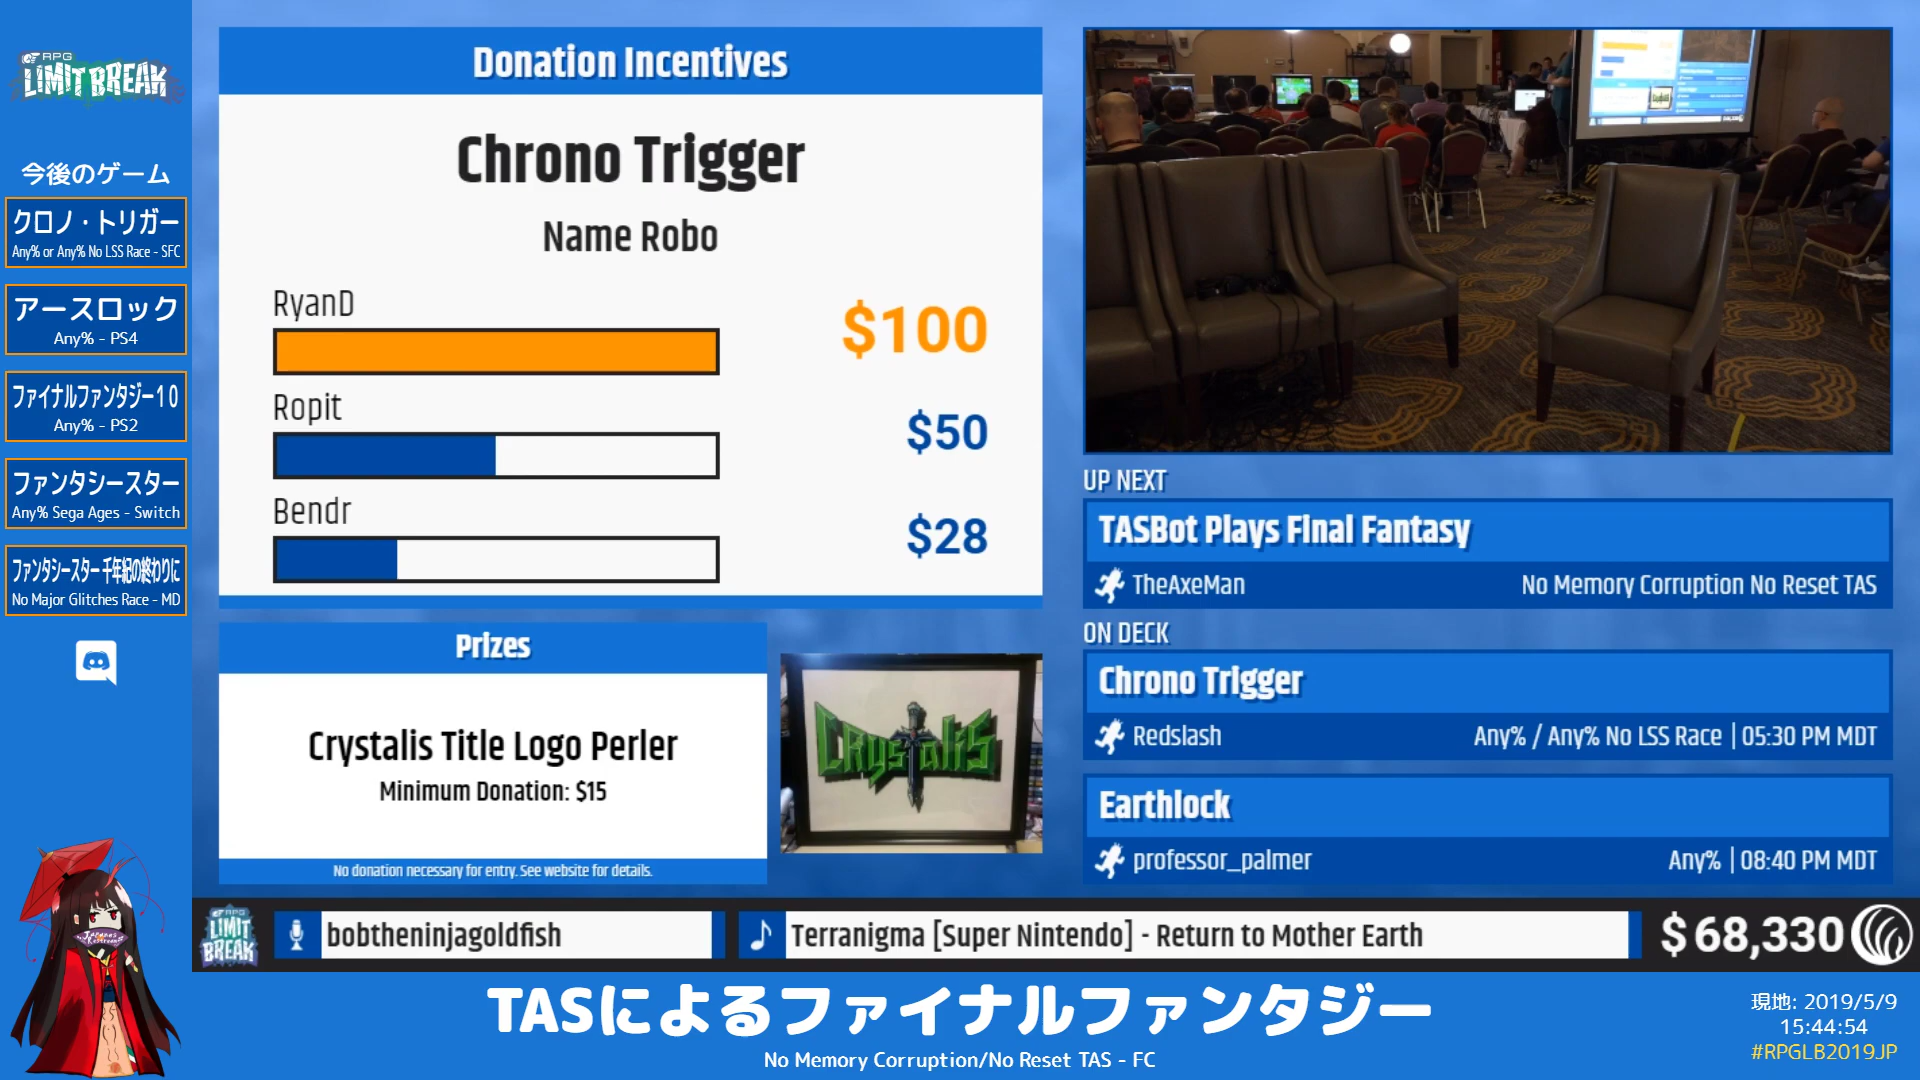 RPG
LIMIT BREAK
今後のゲーム
クロノ・トリガー
Any% or Any% No LSS Race - SFC
アースロック
Any% - PS4
ファイナルファンタジー10
Any% - PS2
ファンタシースター
Any% Sega Ages - Switch
ファンタシースター 千年紀の終わりに
No Major Glitches Race - MD
Donation Incentives
Chrono Trigger
Name Robo
RyanD
$100
Ropit
$50
Bendr
$28
Prizes
Crystalis Title Logo Perler
Minimum Donation: $15
No donation necessary for entry. See website for details.
Crystalis
UP NEXT
TASBot Plays Final Fantasy
TheAxeMan
No Memory Corruption No Reset TAS
ON DECK
Chrono Trigger
Redslash
Any% / Any% No LSS Race | 05:30 PM MDT
Earthlock
professor_palmer
Any% | 08:40 PM MDT
RPG
LIMIT
BREAK
bobtheninjagoldfish
Terranigma [Super Nintendo] - Return to Mother Earth
$68,330
TASによるファイナルファンタジー
No Memory Corruption/No Reset TAS - FC
現地: 2019/5/9
15:44:54
#RPGLB2019JP
Japanese
Restream